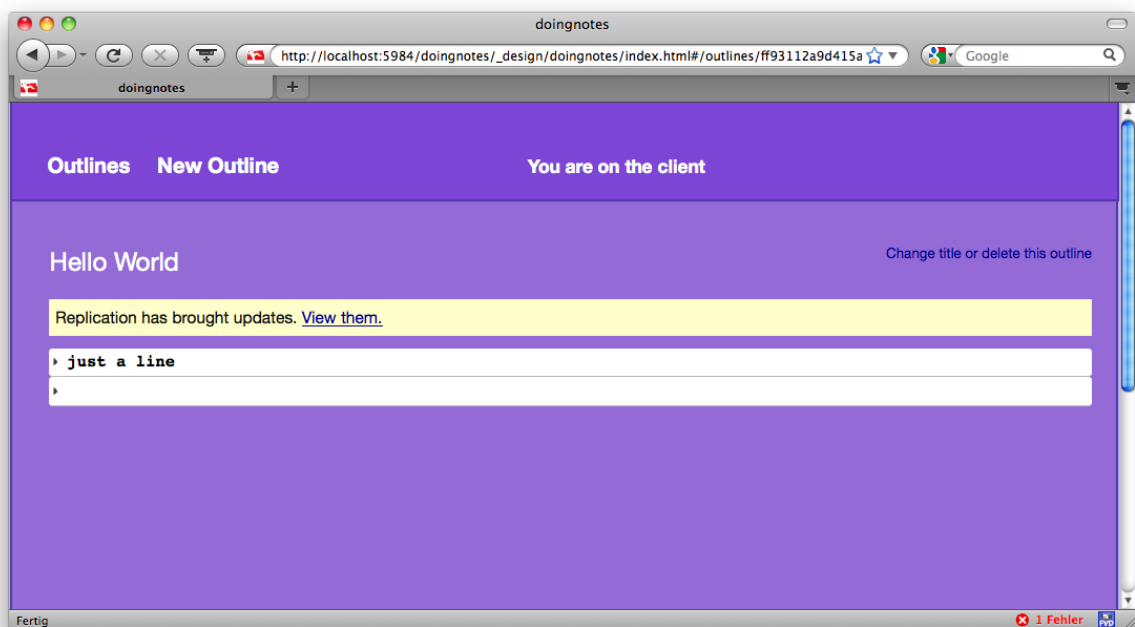 doingnotes
http://localhost:5984/doingnotes/_design/doingnotes/index.html#/outlines/ff93112a9d415a
Google
doingnotes
Outlines New Outline You are on the client
Hello World
Change title or delete this outline
Replication has brought updates. View them.
just a line
Fertig
1 Fehler
FVD